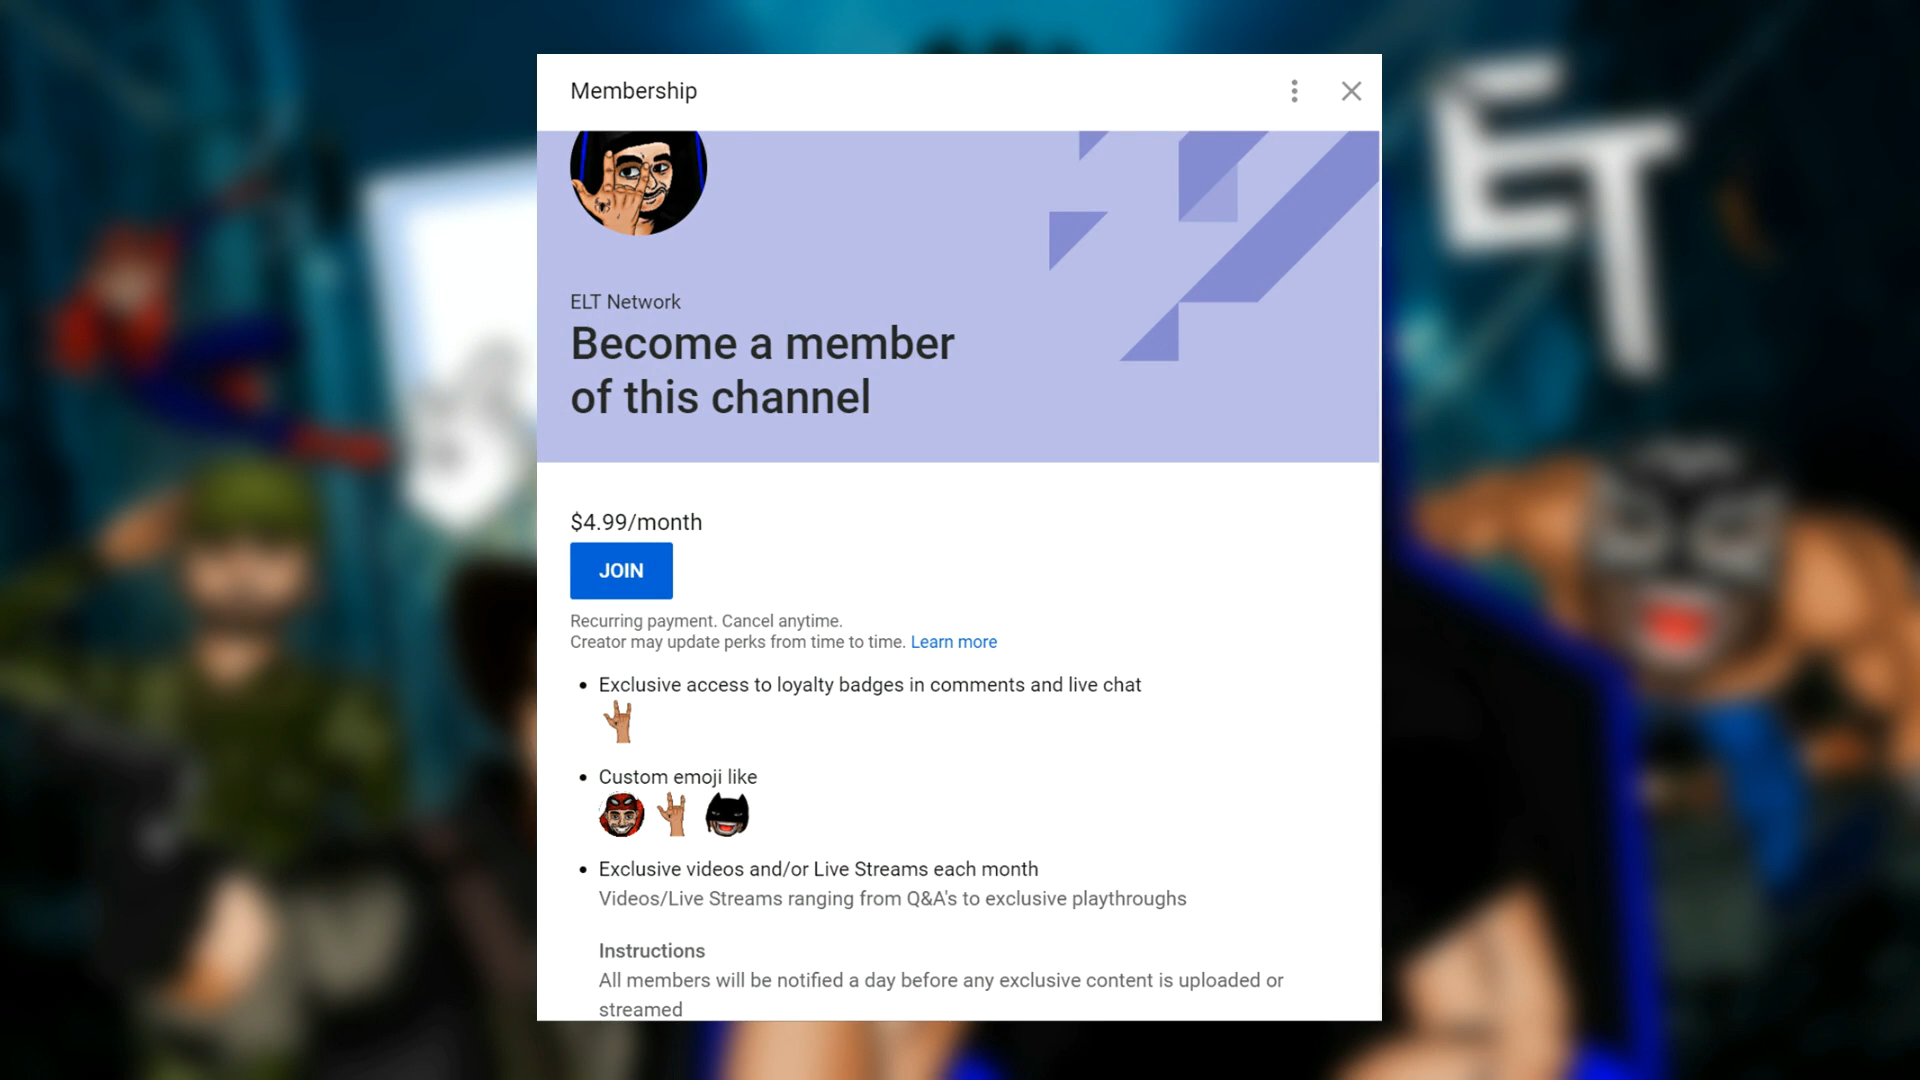 Membership
ELT Network
Become a member
of this channel
$4.99/month
JOIN
Recurring payment. Cancel anytime.
Creator may update perks from time to time. Learn more
Exclusive access to loyalty badges in comments and live chat
Custom emoji like
Exclusive videos and/or Live Streams each month
Videos/Live Streams ranging from Q&A's to exclusive playthroughs
Instructions
All members will be notified a day before any exclusive content is uploaded or
streamed
ET